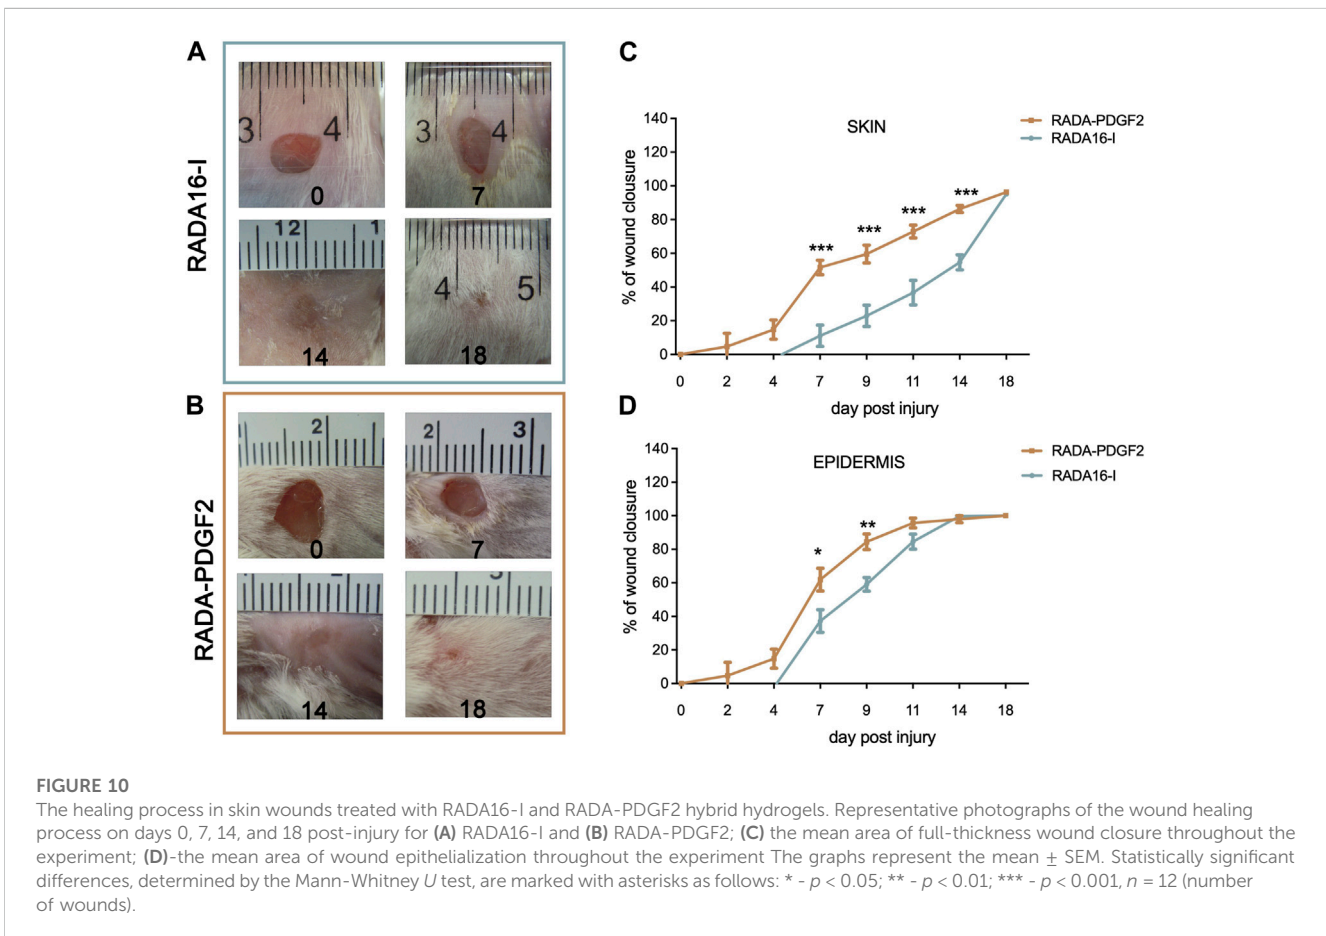 A
RADA16-I
3 4
0
3 4
7
12 1
14
4 5
18
B
RADA-PDGF2
2
0
2 3
7
14
18
C
SKIN
RADA-PDGF2
RADA16-I
% of wound clousure
140
120
100
80
60
40
20
0
***
***
***
***
0 2 4 7 9 11 14 18
day post injury
D
EPIDERMIS
RADA-PDGF2
RADA16-I
% of wound clousure
140
120
100
80
60
40
20
0
*
**
0 2 4 7 9 11 14 18
day post injury
FIGURE 10
The healing process in skin wounds treated with RADA16-I and RADA-PDGF2 hybrid hydrogels. Representative photographs of the wound healing
process on days 0, 7, 14, and 18 post-injury for (A) RADA16-I and (B) RADA-PDGF2; (C) the mean area of full-thickness wound closure throughout the
experiment; (D)-the mean area of wound epithelialization throughout the experiment The graphs represent the mean ± SEM. Statistically significant
differences, determined by the Mann-Whitney U test, are marked with asterisks as follows: * - p < 0.05; ** - p < 0.01; *** - p < 0.001, n = 12 (number
of wounds).